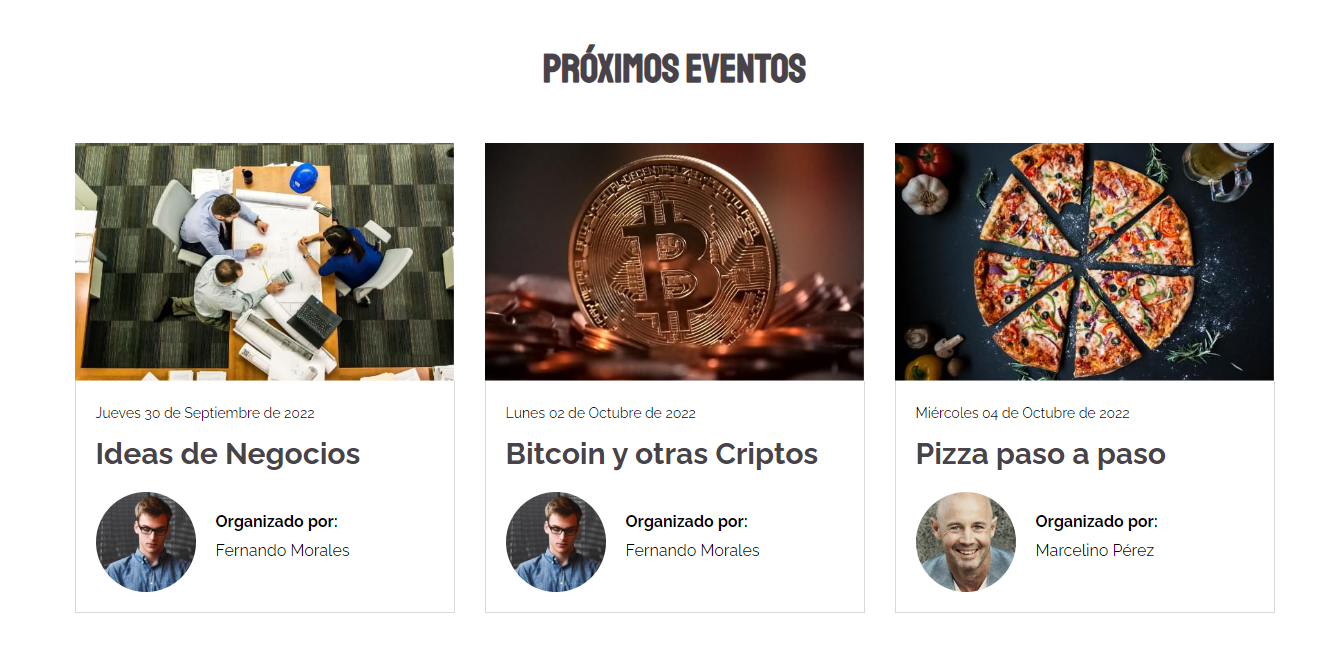 PRÓXIMOS EVENTOS
Jueves 30 de Septiembre de 2022
Ideas de Negocios
Organizado por:
Fernando Morales
Lunes 02 de Octubre de 2022
Bitcoin y otras Criptos
Organizado por:
Fernando Morales
Miércoles 04 de Octubre de 2022
Pizza paso a paso
Organizado por:
Marcelino Pérez